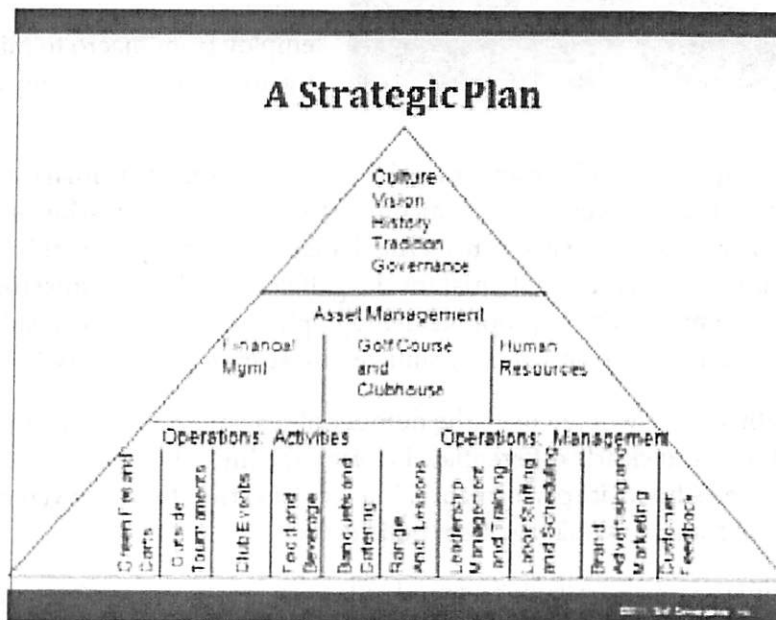 A Strategic Plan
Culture
Vision
History
Tradition
Governance
Asset Management
Financial
Mgmt
Golf Course
and
Clubhouse
Human
Resources
Operations: Activities
Operations: Management
Green Fee and
Carts
Outside
Tournaments
Club Events
Food and
Beverage
Banquets and
Catering
Range
And Lessons
Leadership
Management
and Training
Labor Staffing
and Scheduling
Brand
Advertising and
Marketing
Customer
Feedback